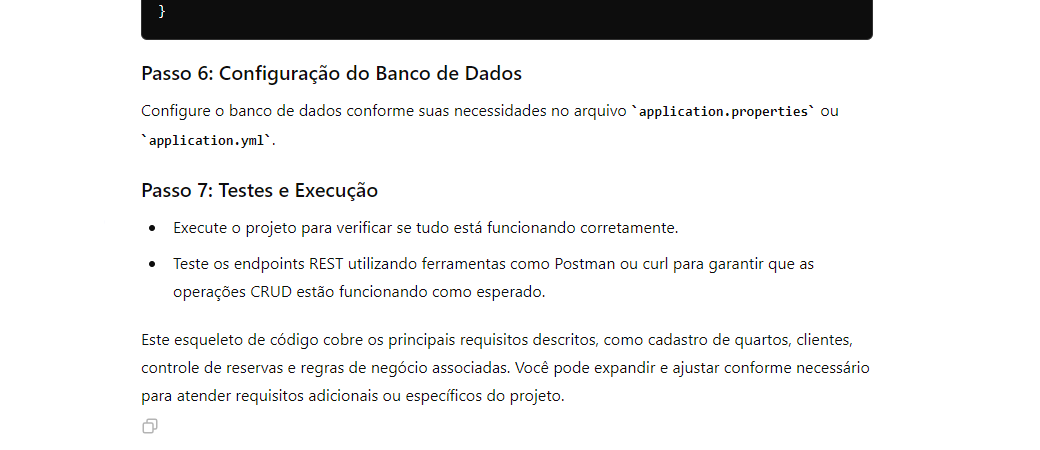 }
Passo 6: Configuração do Banco de Dados
Configure o banco de dados conforme suas necessidades no arquivo `application.properties` ou
`application.yml`.
Passo 7: Testes e Execução
• Execute o projeto para verificar se tudo está funcionando corretamente.
• Teste os endpoints REST utilizando ferramentas como Postman ou curl para garantir que as
operações CRUD estão funcionando como esperado.
Este esqueleto de código cobre os principais requisitos descritos, como cadastro de quartos, clientes,
controle de reservas e regras de negócio associadas. Você pode expandir e ajustar conforme necessário
para atender requisitos adicionais ou específicos do projeto.